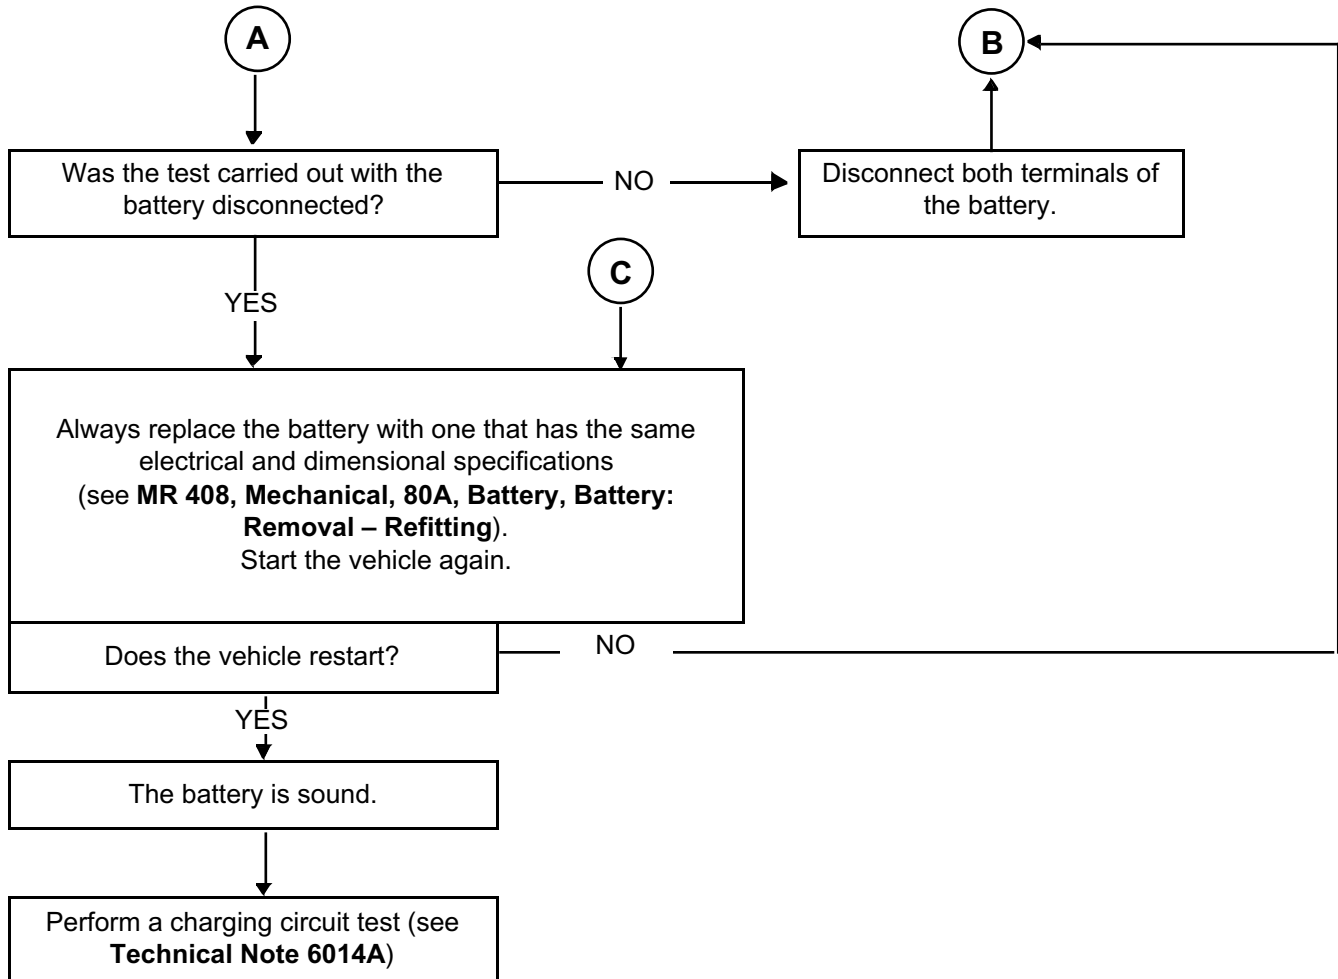 A
B
Was the test carried out with the
battery disconnected?
NO
Disconnect both terminals of
the battery.
C
YES
Always replace the battery with one that has the same
electrical and dimensional specifications
(see MR 408, Mechanical, 80A, Battery, Battery:
Removal – Refitting).
Start the vehicle again.
Does the vehicle restart?
NO
YES
The battery is sound.
Perform a charging circuit test (see
Technical Note 6014A)